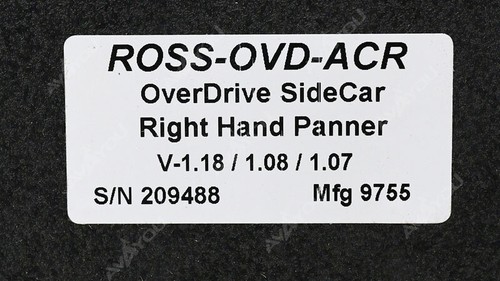 ROSS-OVD-ACR
OverDrive SideCar
Right Hand Panner
V-1.18 / 1.08 / 1.07
S/N 209488 Mfg 9755